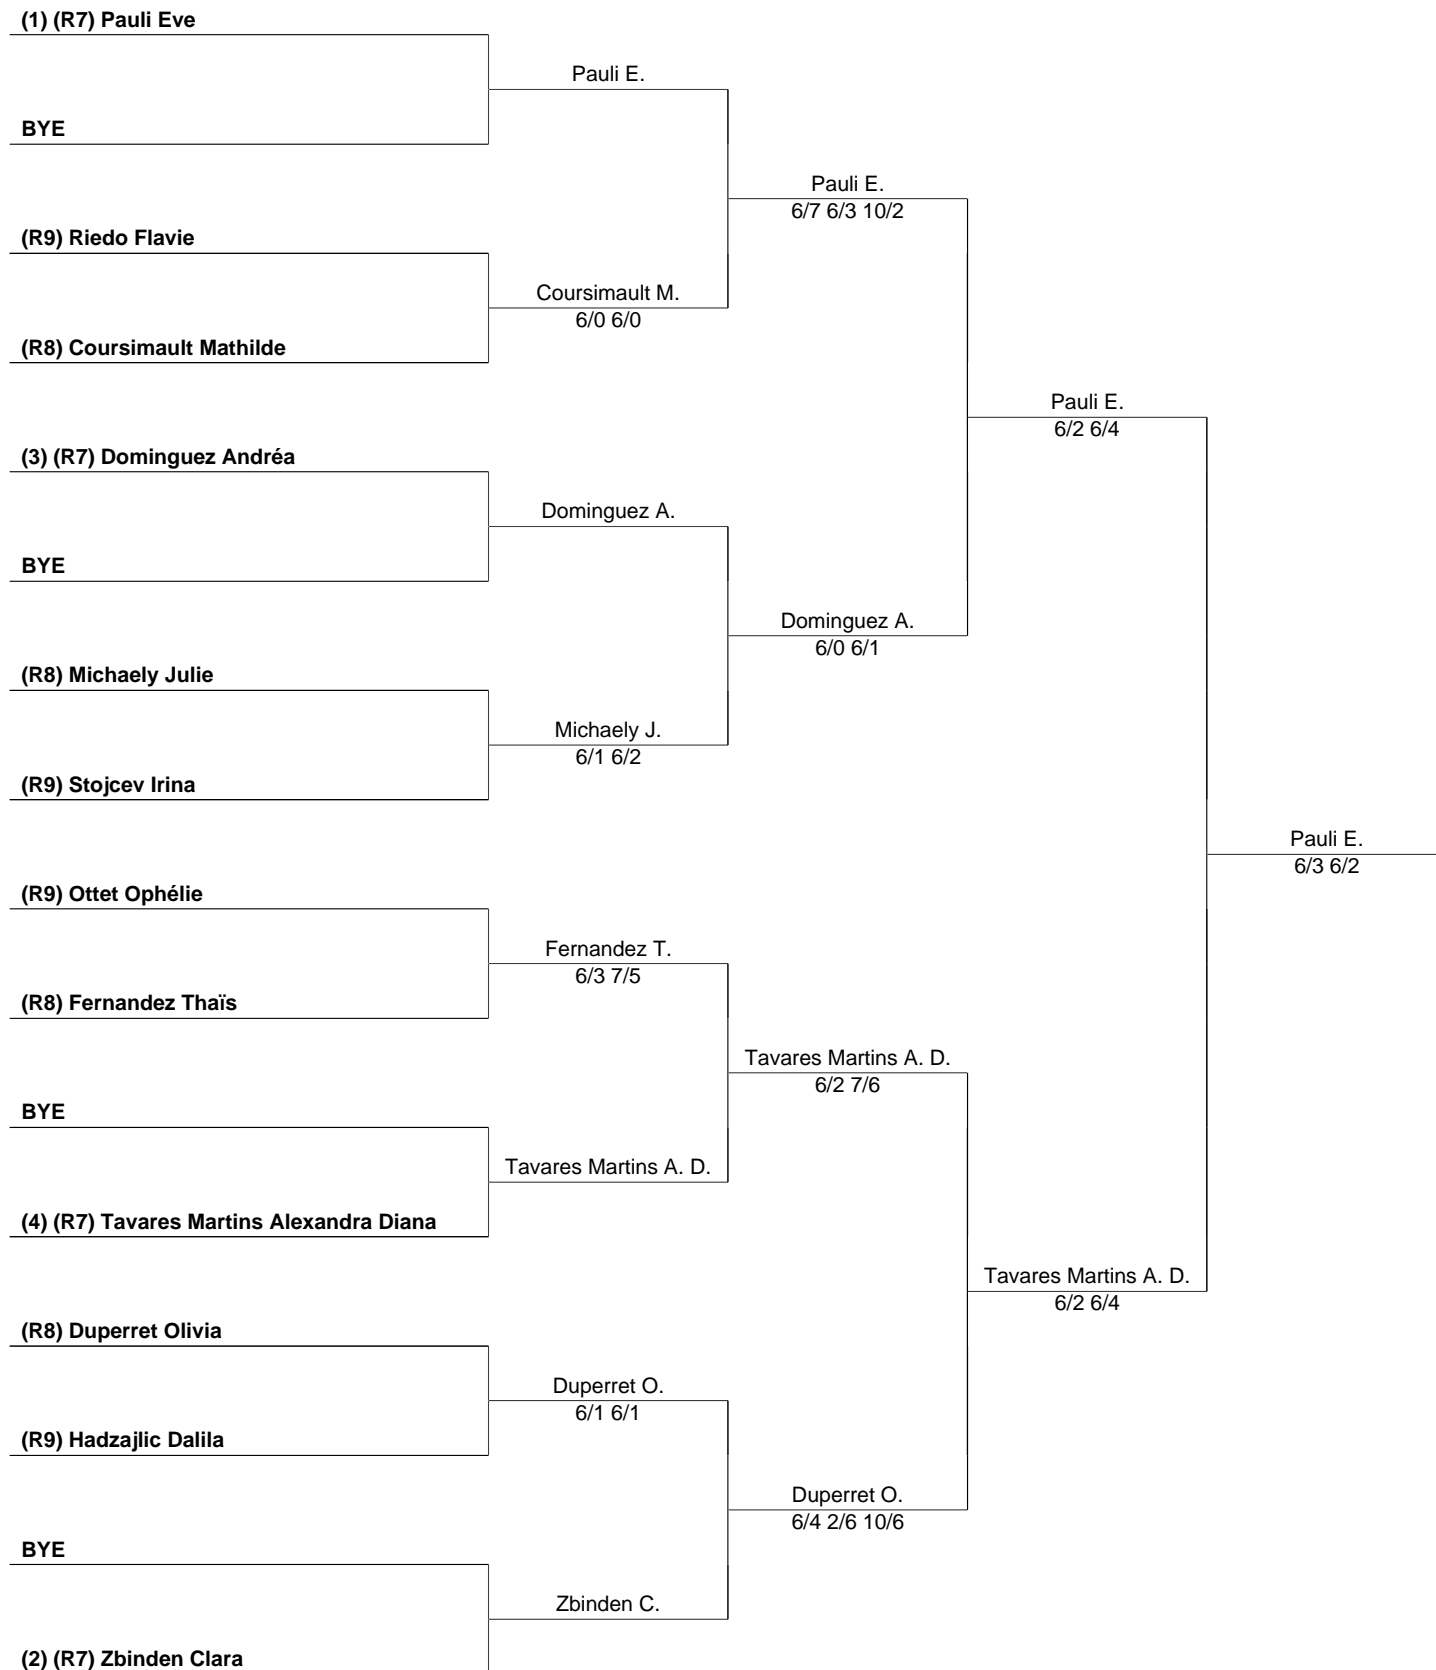 (1) (R7) Pauli Eve
Pauli E.
BYE
Pauli E.
6/7 6/3 10/2
(R9) Riedo Flavie
Coursimault M.
6/0 6/0
(R8) Coursimault Mathilde
Pauli E.
6/2 6/4
(3) (R7) Dominguez Andréa
Dominguez A.
BYE
Dominguez A.
6/0 6/1
(R8) Michaely Julie
Michaely J.
6/1 6/2
(R9) Stojcev Irina
Pauli E.
6/3 6/2
(R9) Ottet Ophélie
Fernandez T.
6/3 7/5
(R8) Fernandez Thaïs
Tavares Martins A. D.
6/2 7/6
BYE
Tavares Martins A. D.
(4) (R7) Tavares Martins Alexandra Diana
Tavares Martins A. D.
6/2 6/4
(R8) Duperret Olivia
Duperret O.
6/1 6/1
(R9) Hadzajlic Dalila
Duperret O.
6/4 2/6 10/6
BYE
Zbinden C.
(2) (R7) Zbinden Clara